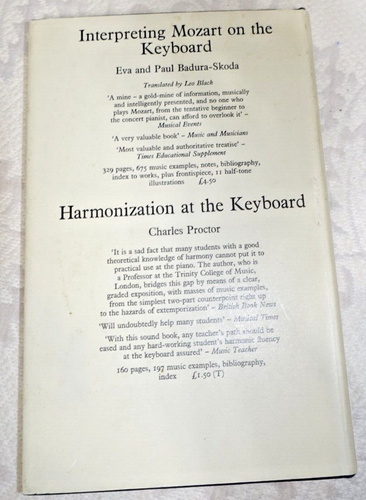 Interpreting Mozart on the
Keyboard
Eva and Paul Badura-Skoda
Translated by Leo Black
'A mine – a gold-mine of information, musically
and intelligently presented, and no one who
plays Mozart, from the tentative beginner to
the concert pianist, can afford to overlook it' –
Musical Events
'A very valuable book' – Music and Musicians
'Most valuable and authoritative treatise' –
Times Educational Supplement
329 pages, 675 music examples, notes, bibliography,
index to works, plus frontispiece, 11 half-tone
illustrations £4.50
Harmonization at the Keyboard
Charles Proctor
'It is a sad fact that many students with a good
theoretical knowledge of harmony cannot put it to
practical use at the piano. The author, who is
a Professor at the Trinity College of Music,
London, bridges this gap by means of a clear,
graded exposition, with masses of music examples,
from the simplest two-part counterpoint right up
to the hazards of extemporization' – British Book News
'Will undoubtedly help many students' – Musical Times
'With this sound book, any teacher's path should be
eased and any hard-working student's harmonic fluency
at the keyboard assured' – Music Teacher
160 pages, 197 music examples, bibliography,
index £1.50 [T]